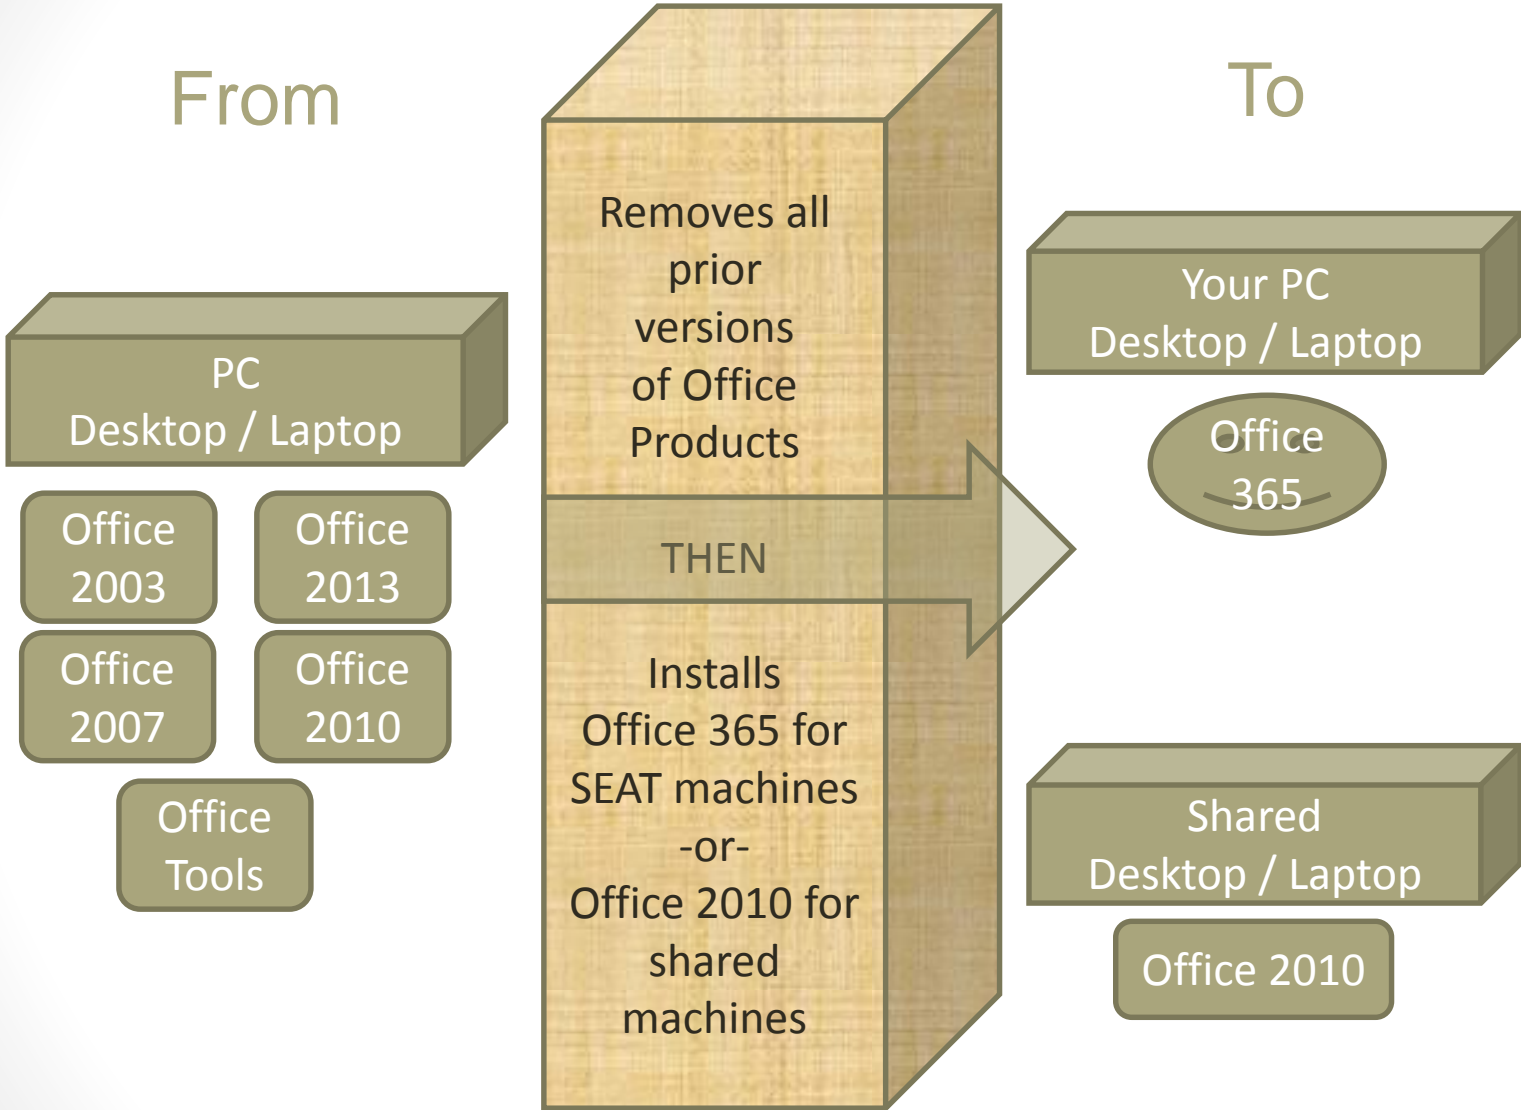 From
PC
Desktop / Laptop
Office
2003
Office
2013
Office
2007
Office
2010
Office
Tools
Removes all
prior
versions
of Office
Products
THEN
Installs
Office 365 for
SEAT machines
-or-
Office 2010 for
shared
machines
To
Your PC
Desktop / Laptop
Office
365
Shared
Desktop / Laptop
Office 2010